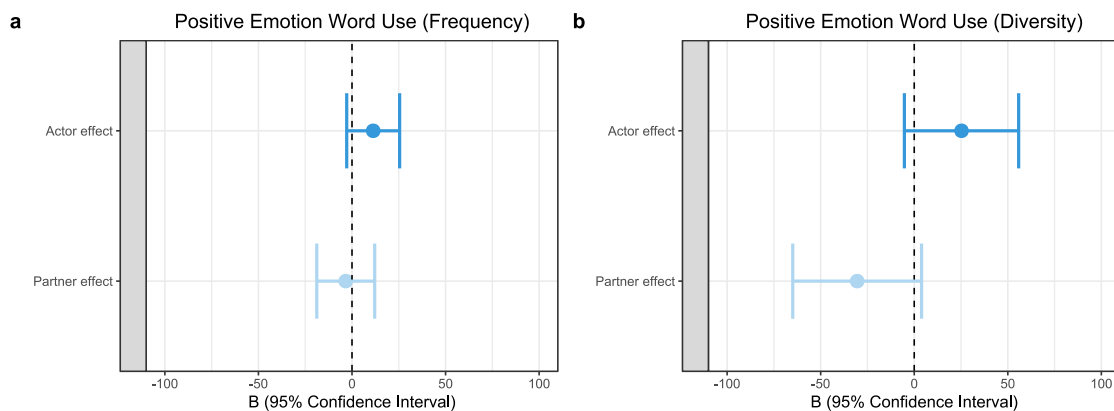 a
Positive Emotion Word Use (Frequency)
Actor effect
Partner effect
-100 -50 0 50 100
B (95% Confidence Interval)
b
Positive Emotion Word Use (Diversity)
Actor effect
Partner effect
-100 -50 0 50 100
B (95% Confidence Interval)